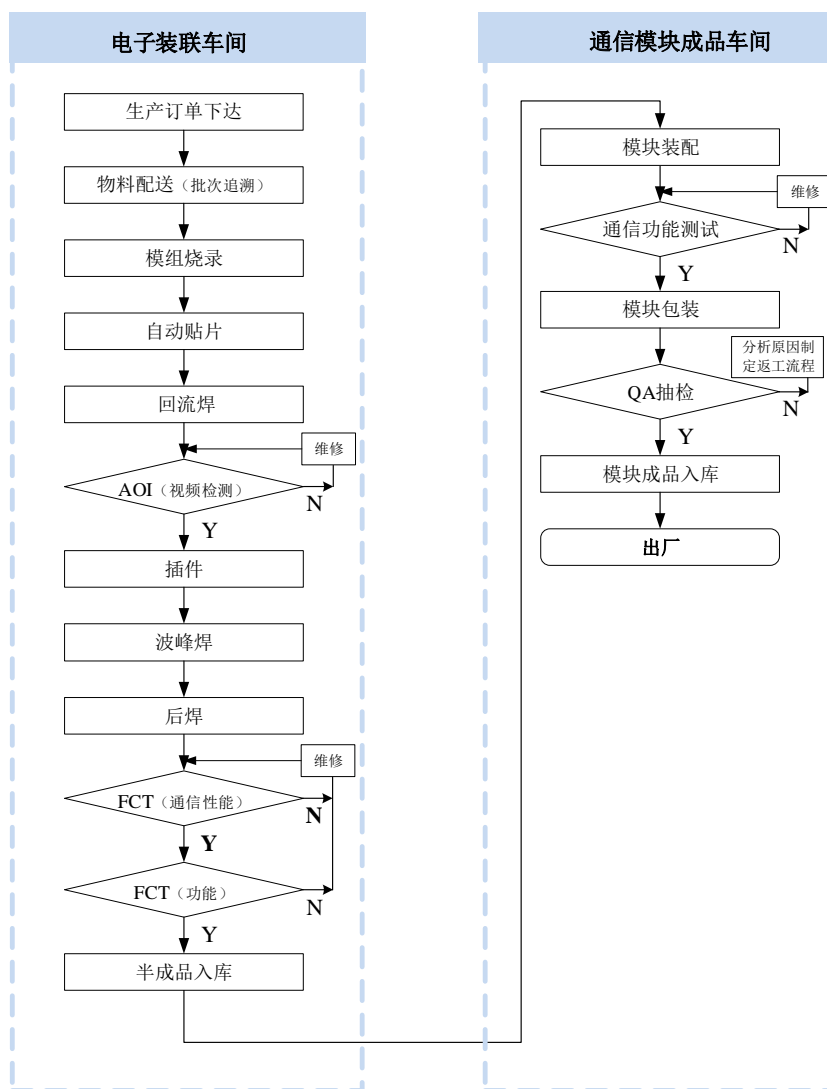 电子装联车间
生产订单下达
物料配送（批次追溯）
模组烧录
自动贴片
回流焊
维修
AOI（视频检测）
N
Y
插件
波峰焊
后焊
维修
FCT（通信性能）
N
Y
FCT（功能）
N
Y
半成品入库
通信模块成品车间
模块装配
维修
通信功能测试
N
Y
模块包装
分析原因制
定返工流程
QA抽检
N
Y
模块成品入库
出厂